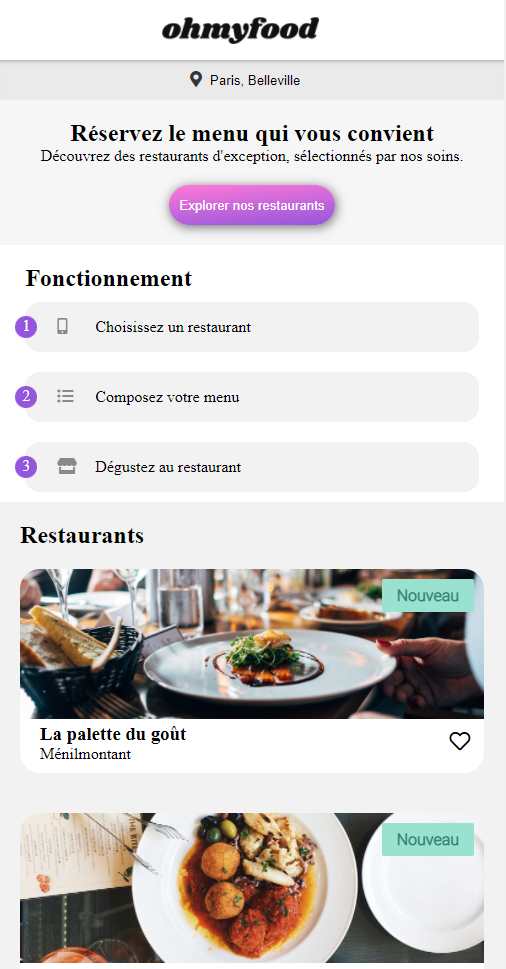 ohmyfood
Paris, Belleville
Réservez le menu qui vous convient
Découvrez des restaurants d'exception, sélectionnés par nos soins.
Explorer nos restaurants
Fonctionnement
1 Choisissez un restaurant
2 Composez votre menu
3 Dégustez au restaurant
Restaurants
Nouveau
La palette du goût
Ménilmontant
Nouveau